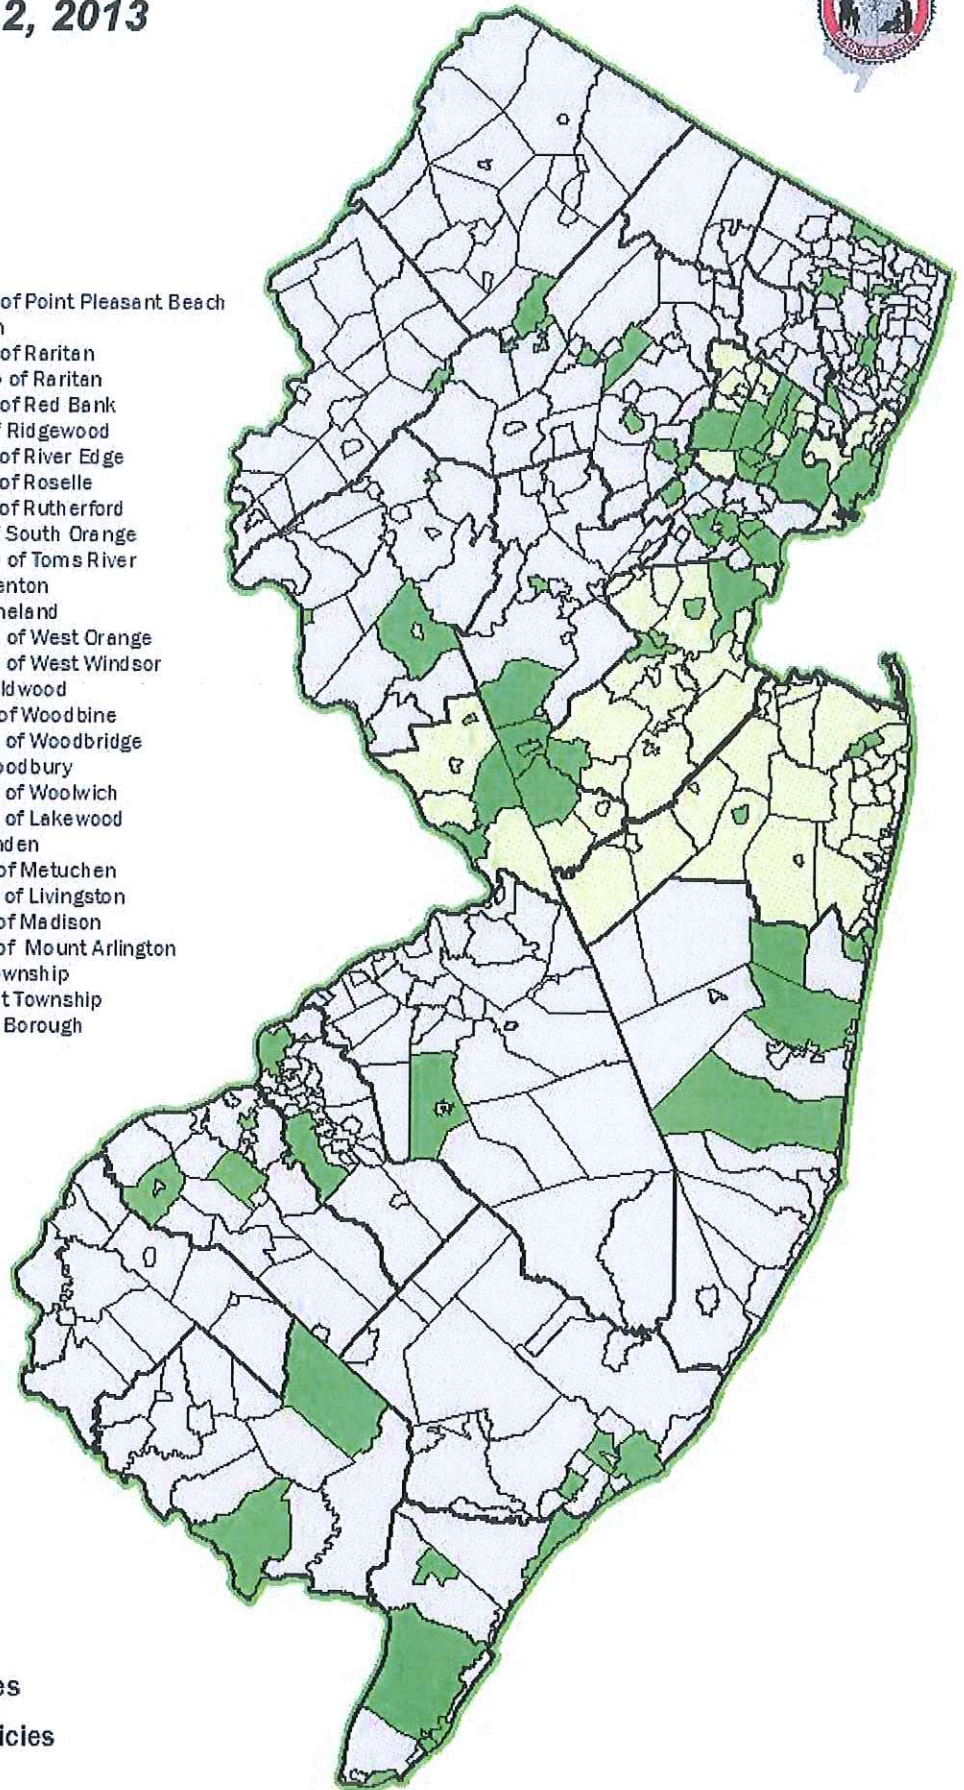 2, 2013
of Point Pleasant Beach
of Raritan
of Raritan
of Red Bank
Ridgewood
of River Edge
of Roselle
of Rutherford
South Orange
of Toms River
enton
neland
of West Orange
of West Windsor
ldwood
of Woodbine
of Woodbridge
oodbury
of Woolwich
of Lakewood
nden
of Metuchen
of Livingston
of Madison
of Mount Arlington
ownship
t Township
Borough
es
icies